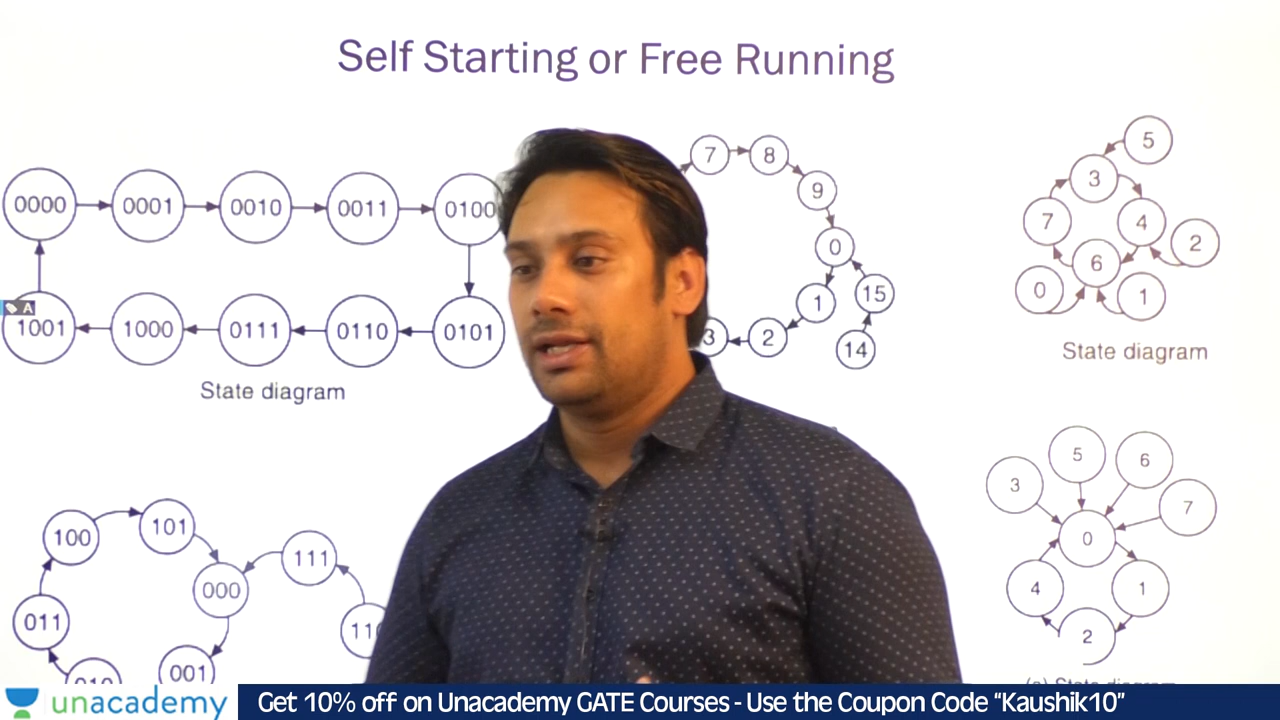 Self Starting or Free Running
0000 0001 0010 0011 0100
1001 1000 0111 0110 0101
State diagram
7 8 9 0 1 2 3 15 14
5 3 7 4 2 6 0 1
State diagram
100 101 000 111 011 001
3 5 6 7 0 4 1 2
A
unacademy
Get 10% off on Unacademy GATE Courses - Use the Coupon Code “Kaushik10”